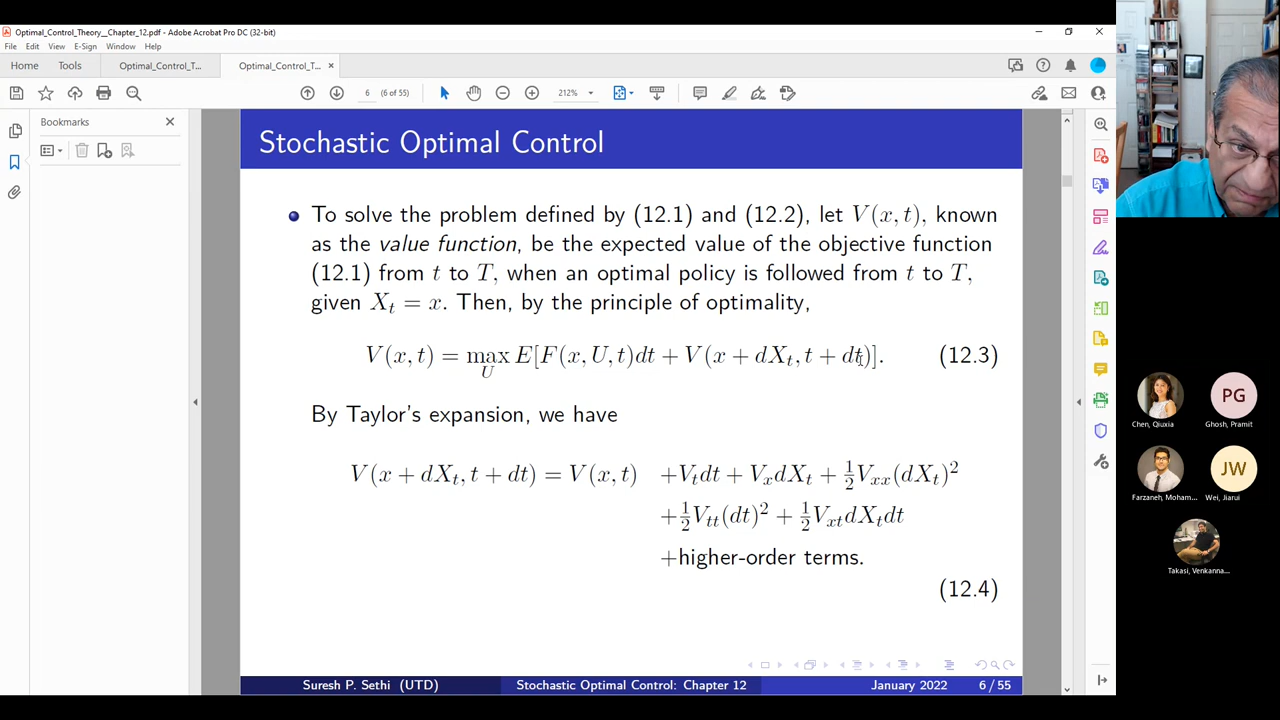 Optimal_Control_Theory__Chapter_12.pdf - Adobe Acrobat Pro DC (32-bit)
File Edit View E-Sign Window Help
Home Tools Optimal_Control_T... Optimal_Control_T... ×
6 (6 of 55) 212%
Bookmarks
Stochastic Optimal Control
To solve the problem defined by (12.1) and (12.2), let V(x, t), known
as the value function, be the expected value of the objective function
(12.1) from t to T, when an optimal policy is followed from t to T,
given X_t = x. Then, by the principle of optimality,
V(x, t) = max_U E[F(x, U, t)dt + V(x + dX_t, t + dt)]. (12.3)
By Taylor's expansion, we have
V(x + dX_t, t + dt) = V(x, t) +V_t dt + V_x dX_t + ½V_xx(dX_t)²
+½V_tt(dt)² + ½V_xt dX_t dt
+higher-order terms.
(12.4)
Suresh P. Sethi (UTD) Stochastic Optimal Control: Chapter 12 January 2022 6 / 55
PG
Chen, Qiuxia Ghosh, Pramit
JW
Farzaneh, Moham... Wei, Jiarui
Takasi, Venkanna...